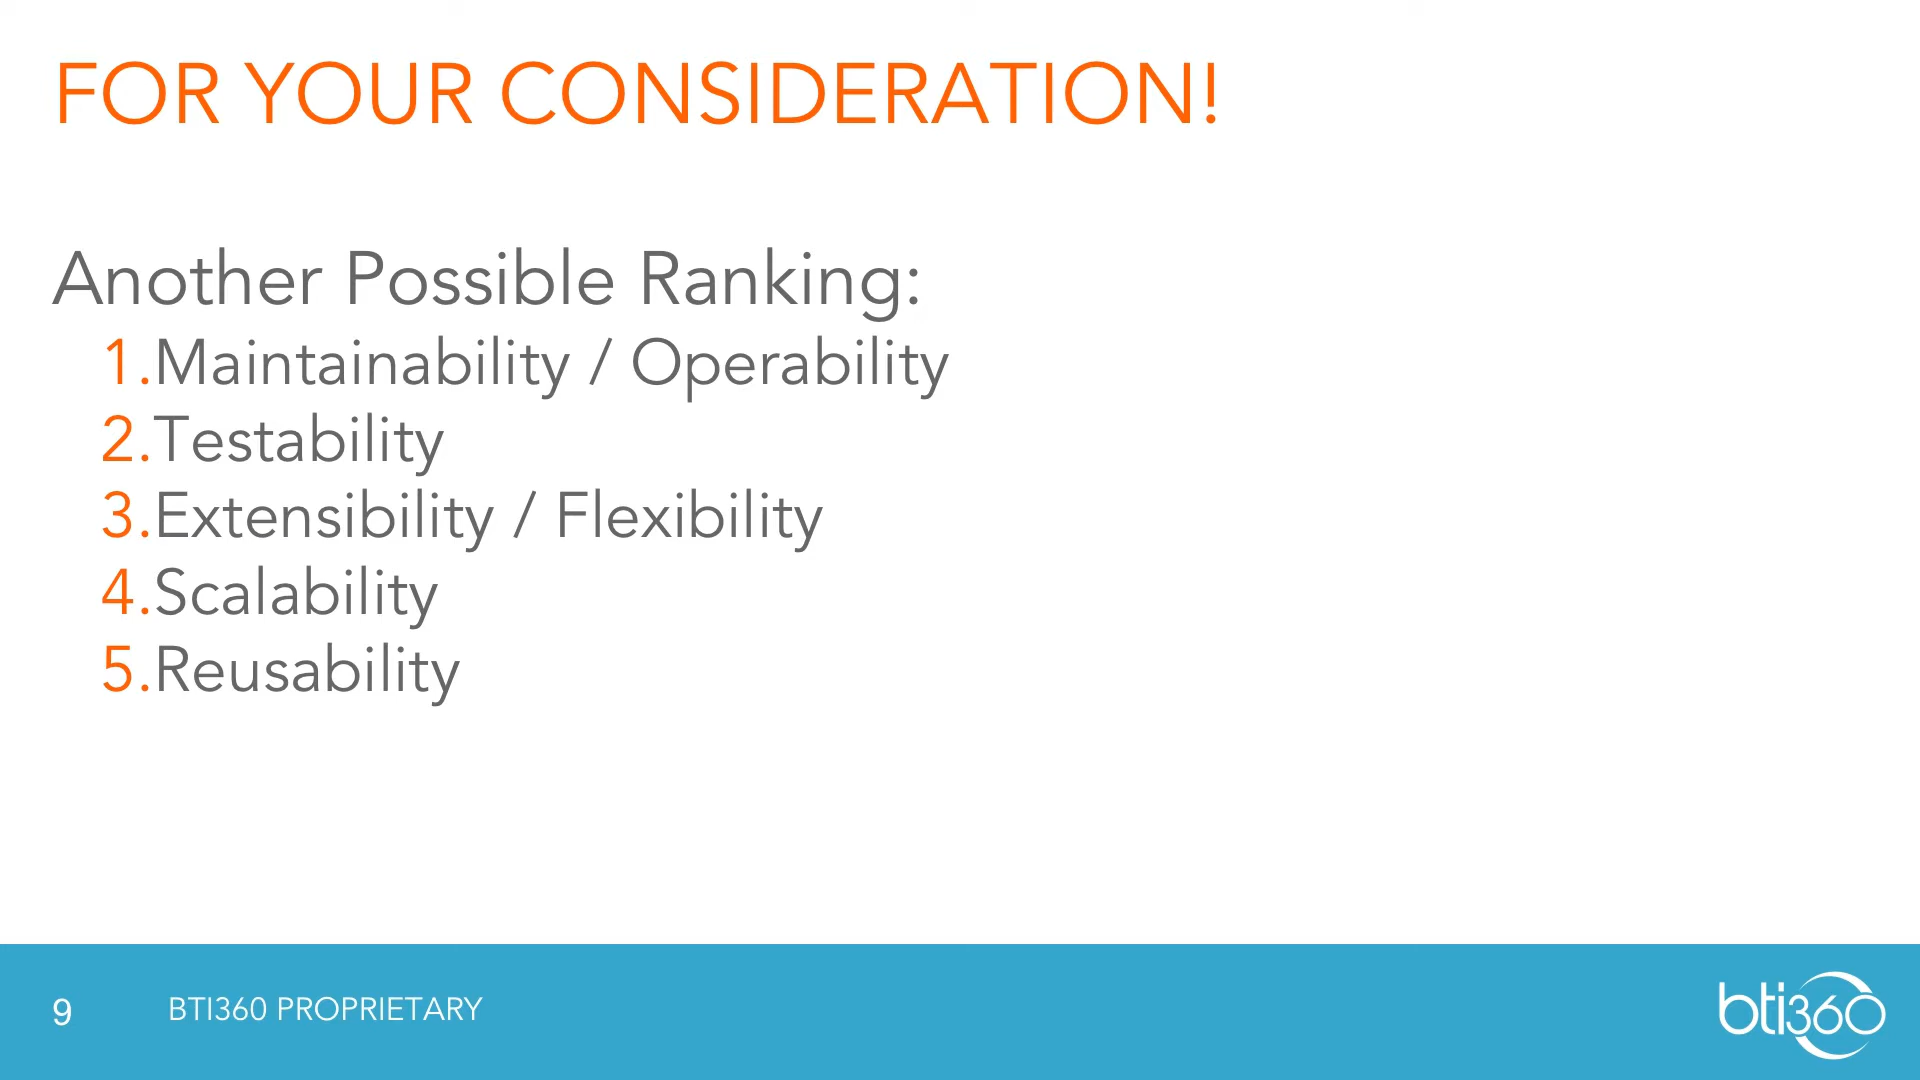 FOR YOUR CONSIDERATION!
Another Possible Ranking:
1.Maintainability / Operability
2.Testability
3.Extensibility / Flexibility
4.Scalability
5.Reusability
9
BTI360 PROPRIETARY
bti360